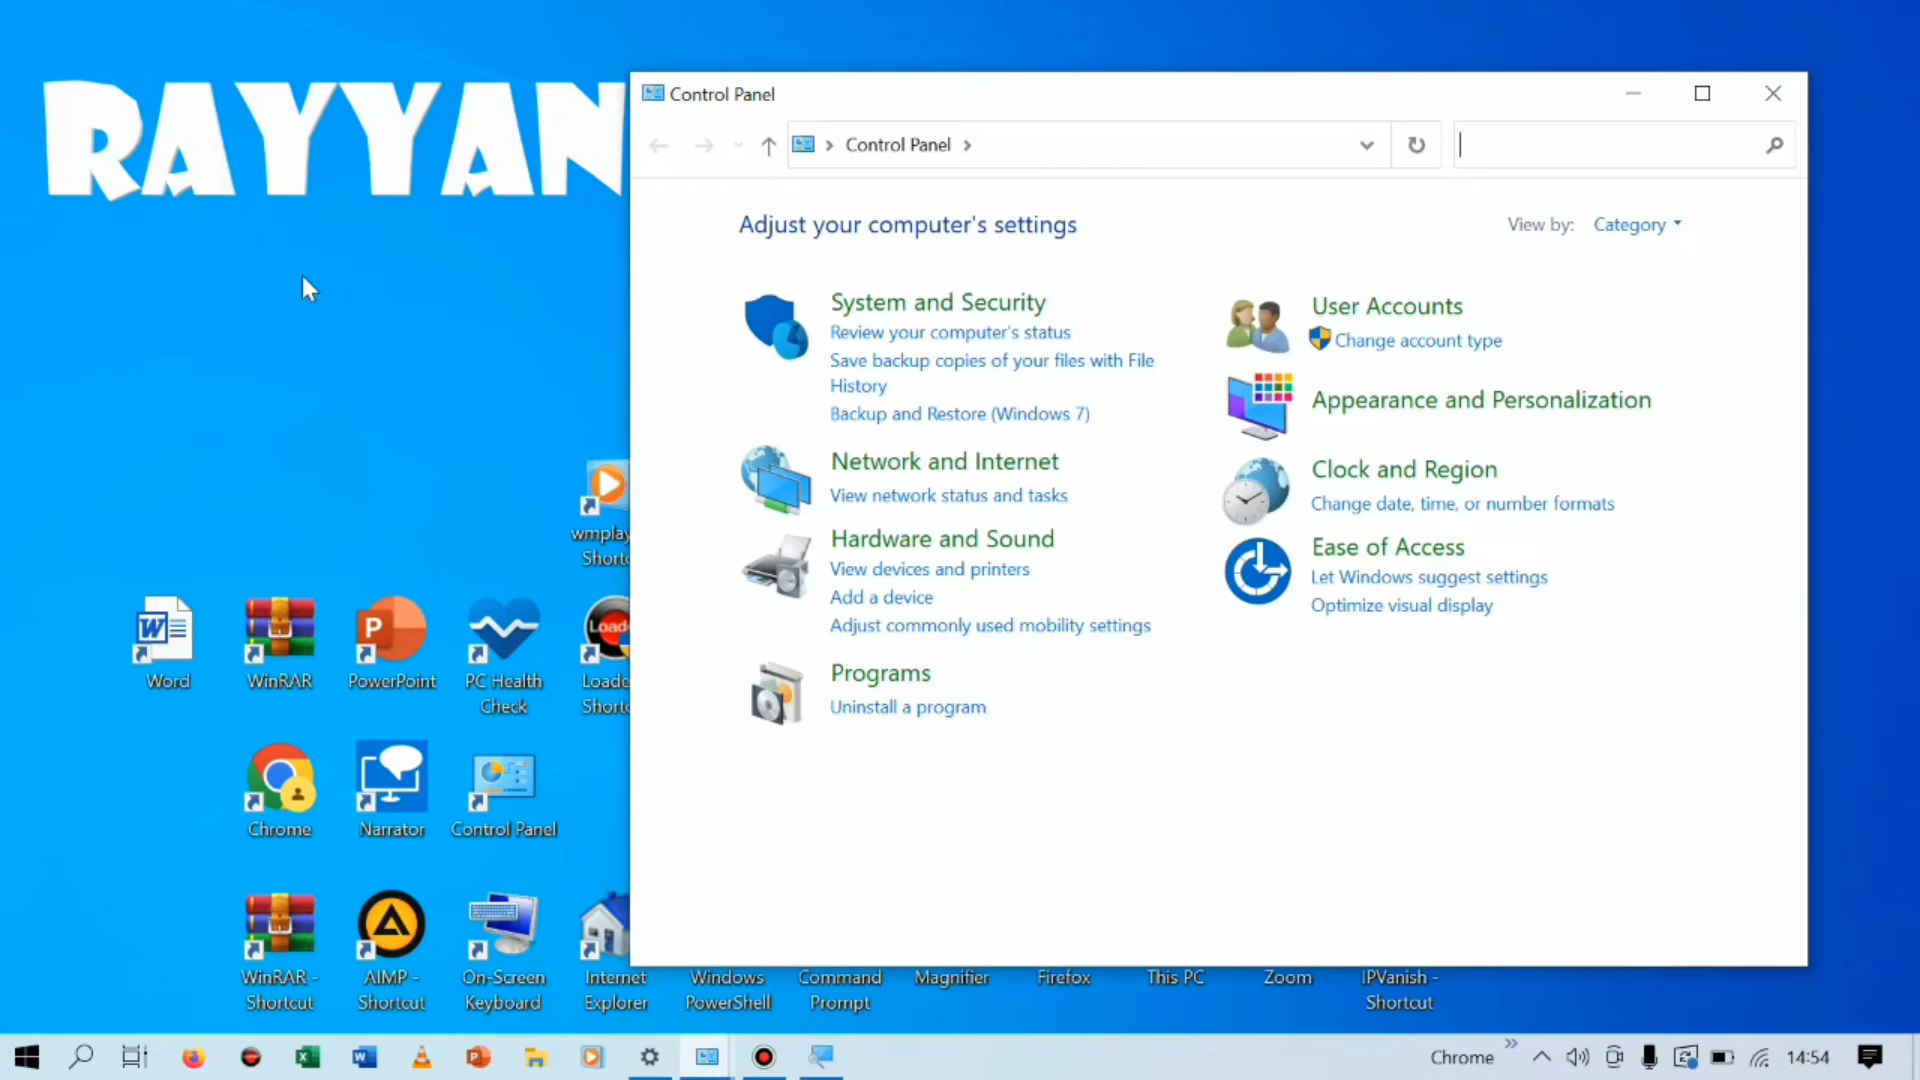 RAYYAN
Control Panel
Control Panel
Adjust your computer's settings
View by: Category
System and Security
Review your computer's status
Save backup copies of your files with File
History
Backup and Restore (Windows 7)
Network and Internet
View network status and tasks
Hardware and Sound
View devices and printers
Add a device
Adjust commonly used mobility settings
Programs
Uninstall a program
User Accounts
Change account type
Appearance and Personalization
Clock and Region
Change date, time, or number formats
Ease of Access
Let Windows suggest settings
Optimize visual display
wmplay
Shortc
Word
WinRAR
PowerPoint
PC Health
Check
Load
Loade
Shortc
Chrome
Narrator
Control Panel
WinRAR -
Shortcut
AIMP -
Shortcut
On-Screen
Keyboard
Internet
Explorer
Windows
PowerShell
Command
Prompt
Magnifier
Firefox
This PC
Zoom
IPVanish -
Shortcut
Chrome
14:54